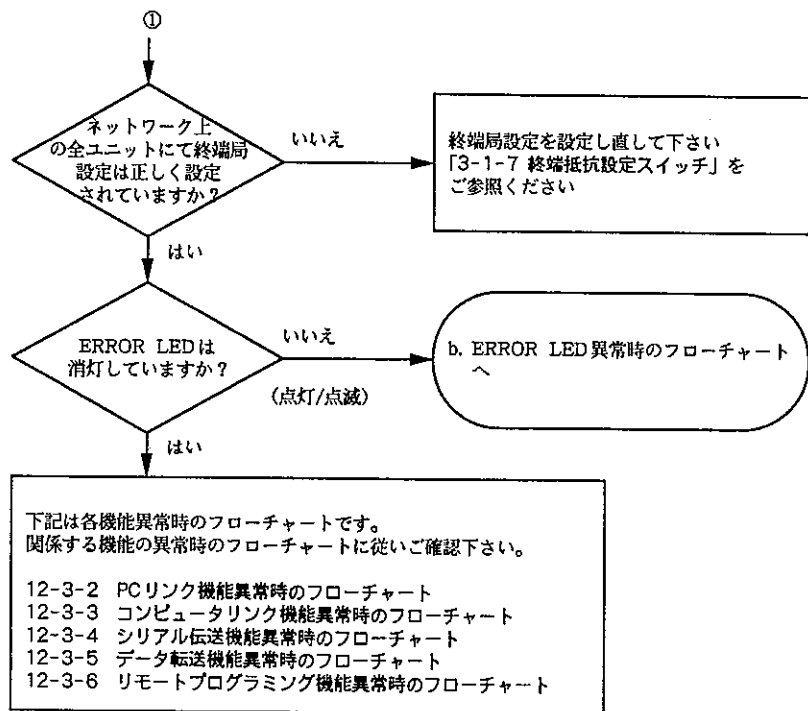 ①
ネットワーク上
の全ユニットにて終端局
設定は正しく設定
されていますか？
いいえ
終端局設定を設定し直して下さい
「3-1-7 終端抵抗設定スイッチ」を
ご参照ください
はい
ERROR LEDは
消灯していますか？
いいえ
(点灯/点滅)
b. ERROR LED異常時のフローチャート
へ
はい
下記は各機能異常時のフローチャートです。
関係する機能の異常時のフローチャートに従いご確認下さい。
12-3-2 PCリンク機能異常時のフローチャート
12-3-3 コンピュータリンク機能異常時のフローチャート
12-3-4 シリアル伝送機能異常時のフローチャート
12-3-5 データ転送機能異常時のフローチャート
12-3-6 リモートプログラミング機能異常時のフローチャート